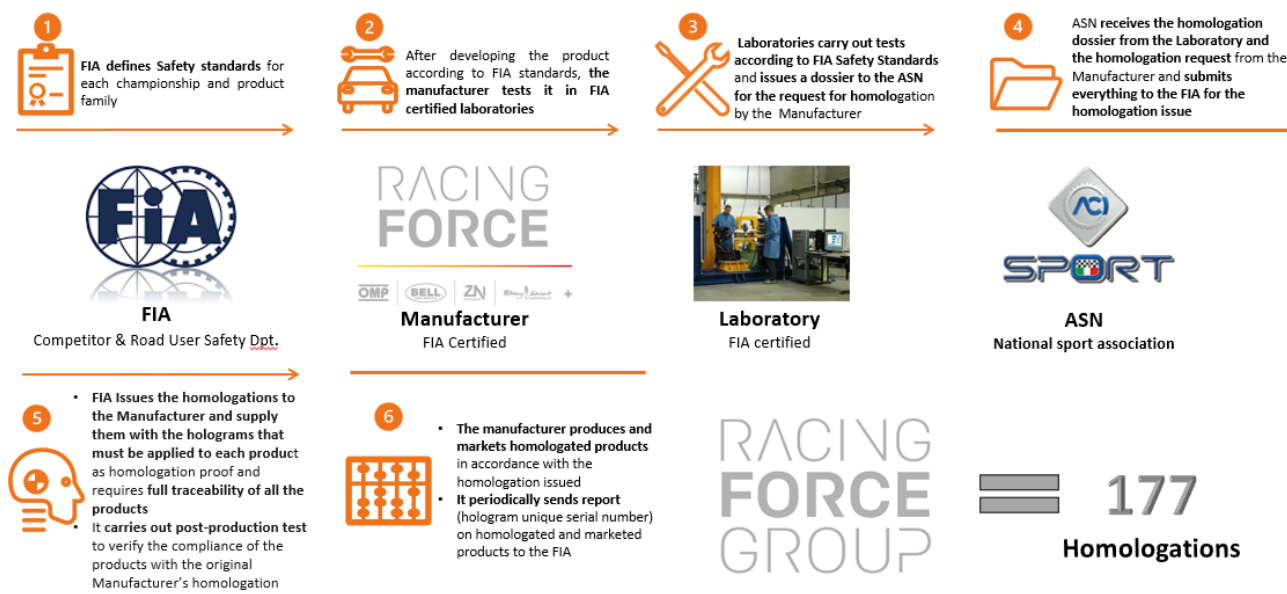 1
FIA defines Safety standards for
each championship and product
family
2
After developing the product
according to FIA standards, the
manufacturer tests it in FIA
certified laboratories
3
Laboratories carry out tests
according to FIA Safety Standards
and issues a dossier to the ASN
for the request for homologation
by the Manufacturer
4
ASN receives the homologation
dossier from the Laboratory and
the homologation request from the
Manufacturer and submits
everything to the FIA for the
homologation issue
FiA
FIA
Competitor & Road User Safety Dpt.
RACING
FORCE
OMP BELL ZN Racing Spirit +
Manufacturer
FIA Certified
Laboratory
FIA certified
ACI
SPORT
ASN
National sport association
5
• FIA Issues the homologations to
the Manufacturer and supply
them with the holograms that
must be applied to each product
as homologation proof and
requires full traceability of all the
products
• It carries out post-production test
to verify the compliance of the
products with the original
Manufacturer's homologation
6
• The manufacturer produces and
markets homologated products
in accordance with the
homologation issued
• It periodically sends report
(hologram unique serial number)
on homologated and marketed
products to the FIA
RACING
FORCE
GROUP
= 177
Homologations